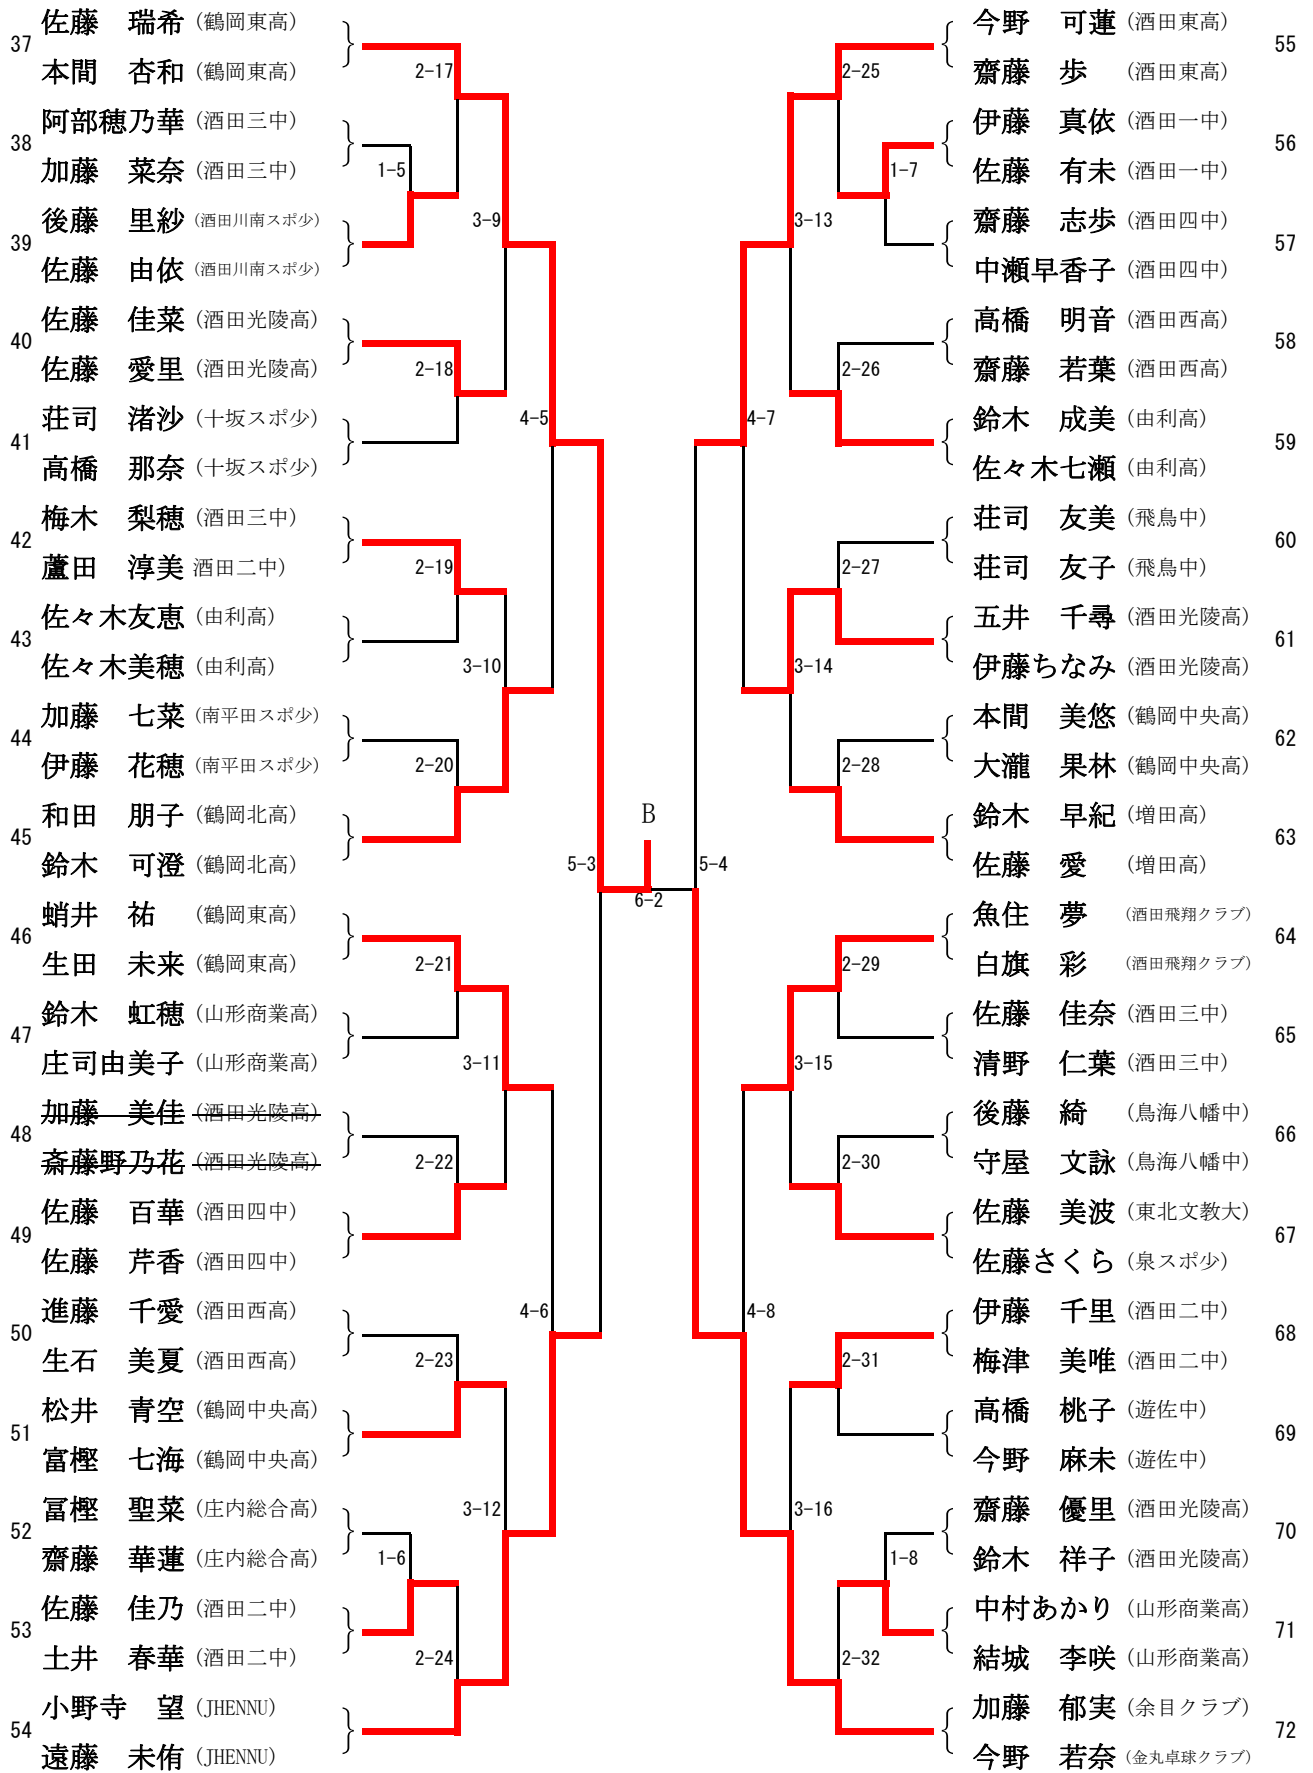 佐藤　瑞希 (鶴岡東高)
37
本間　杏和 (鶴岡東高)
阿部穂乃華 (酒田三中)
38
加藤　菜奈 (酒田三中)
後藤　里紗 (酒田川南スポ少)
39
佐藤　由依 (酒田川南スポ少)
佐藤　佳菜 (酒田光陵高)
40
佐藤　愛里 (酒田光陵高)
荘司　渚沙 (十坂スポ少)
41
高橋　那奈 (十坂スポ少)
梅木　梨穂 (酒田三中)
42
蘆田　淳美 酒田二中)
佐々木友恵 (由利高)
43
佐々木美穂 (由利高)
加藤　七菜 (南平田スポ少)
44
伊藤　花穂 (南平田スポ少)
和田　朋子 (鶴岡北高)
45
鈴木　可澄 (鶴岡北高)
蛸井　祐 (鶴岡東高)
46
生田　未来 (鶴岡東高)
鈴木　虹穂 (山形商業高)
47
庄司由美子 (山形商業高)
加藤　美佳 (酒田光陵高)
48
斎藤野乃花 (酒田光陵高)
佐藤　百華 (酒田四中)
49
佐藤　芹香 (酒田四中)
進藤　千愛 (酒田西高)
50
生石　美夏 (酒田西高)
松井　青空 (鶴岡中央高)
51
富樫　七海 (鶴岡中央高)
冨樫　聖菜 (庄内総合高)
52
齋藤　華蓮 (庄内総合高)
佐藤　佳乃 (酒田二中)
53
土井　春華 (酒田二中)
小野寺　望 (JHENNU)
54
遠藤　未侑 (JHENNU)
2-17
1-5
3-9
2-18
4-5
2-19
3-10
2-20
5-3
2-21
3-11
2-22
4-6
2-23
3-12
1-6
2-24
B
6-2
2-25
1-7
3-13
2-26
4-7
2-27
3-14
2-28
5-4
2-29
3-15
2-30
4-8
2-31
3-16
1-8
2-32
今野　可蓮 (酒田東高)
55
齋藤　歩 (酒田東高)
伊藤　真依 (酒田一中)
56
佐藤　有未 (酒田一中)
齋藤　志歩 (酒田四中)
57
中瀬早香子 (酒田四中)
高橋　明音 (酒田西高)
58
齋藤　若葉 (酒田西高)
鈴木　成美 (由利高)
59
佐々木七瀬 (由利高)
荘司　友美 (飛鳥中)
60
荘司　友子 (飛鳥中)
五井　千尋 (酒田光陵高)
61
伊藤ちなみ (酒田光陵高)
本間　美悠 (鶴岡中央高)
62
大瀧　果林 (鶴岡中央高)
鈴木　早紀 (増田高)
63
佐藤　愛 (増田高)
魚住　夢 (酒田飛翔クラブ)
64
白旗　彩 (酒田飛翔クラブ)
佐藤　佳奈 (酒田三中)
65
清野　仁葉 (酒田三中)
後藤　綺 (鳥海八幡中)
66
守屋　文詠 (鳥海八幡中)
佐藤　美波 (東北文教大)
67
佐藤さくら (泉スポ少)
伊藤　千里 (酒田二中)
68
梅津　美唯 (酒田二中)
高橋　桃子 (遊佐中)
69
今野　麻未 (遊佐中)
齋藤　優里 (酒田光陵高)
70
鈴木　祥子 (酒田光陵高)
中村あかり (山形商業高)
71
結城　李咲 (山形商業高)
加藤　郁実 (余目クラブ)
72
今野　若奈 (金丸卓球クラブ)